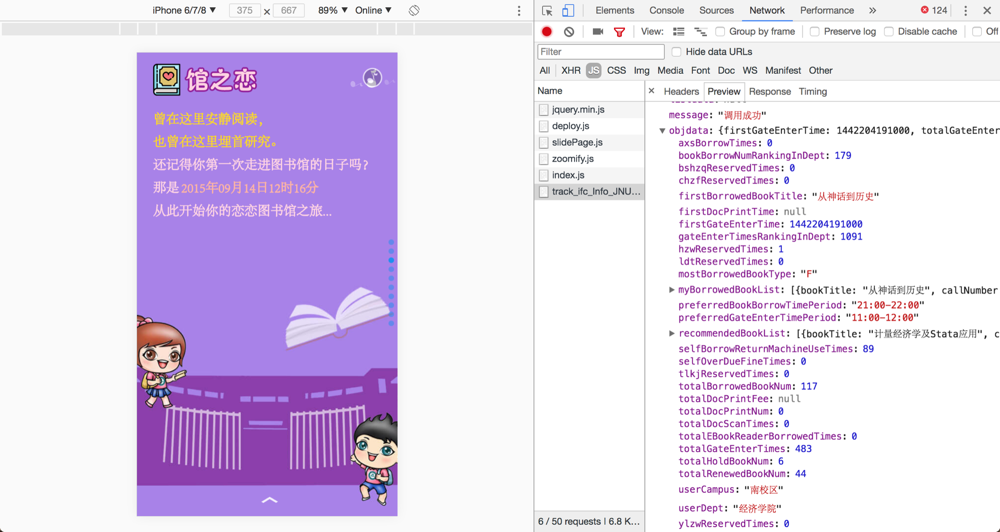 iPhone 6/7/8 ▼ 375 × 667 89% ▼ Online ▼
馆之恋
曾在这里安静阅读，
也曾在这里埋首研究。
还记得你第一次走进图书馆的日子吗？
那是2015年09月14日12时16分
从此开始你的恋恋图书馆之旅...
Elements Console Sources Network Performance » 124
View: Group by frame Preserve log Disable cache Off
Filter Hide data URLs
All XHR JS CSS Img Media Font Doc WS Manifest Other
Name
jquery.min.js
deploy.js
slidePage.js
zoomify.js
index.js
track_ifc_Info_JNU...
6 / 50 requests | 6.8 K...
× Headers Preview Response Timing
message: "调用成功"
▼ objdata: {firstGateEnterTime: 1442204191000, totalGateEnter
axsBorrowTimes: 0
bookBorrowNumRankingInDept: 179
bshzqReservedTimes: 0
chzfReservedTimes: 0
firstBorrowedBookTitle: "从神话到历史"
firstDocPrintTime: null
firstGateEnterTime: 1442204191000
gateEnterTimesRankingInDept: 1091
hzwReservedTimes: 1
ldtReservedTimes: 0
mostBorrowedBookType: "F"
▶ myBorrowedBookList: [{bookTitle: "从神话到历史", callNumber
preferredBookBorrowTimePeriod: "21:00-22:00"
preferredGateEnterTimePeriod: "11:00-12:00"
▶ recommendedBookList: [{bookTitle: "计量经济学及Stata应用", c
selfBorrowReturnMachineUseTimes: 89
selfOverDueFineTimes: 0
tlkjReservedTimes: 0
totalBorrowedBookNum: 117
totalDocPrintFee: null
totalDocPrintNum: 0
totalDocScanTimes: 0
totalEBookReaderBorrowedTimes: 0
totalGateEnterTimes: 483
totalHoldBookNum: 6
totalRenewedBookNum: 44
userCampus: "南校区"
userDept: "经济学院"
ylzwReservedTimes: 0